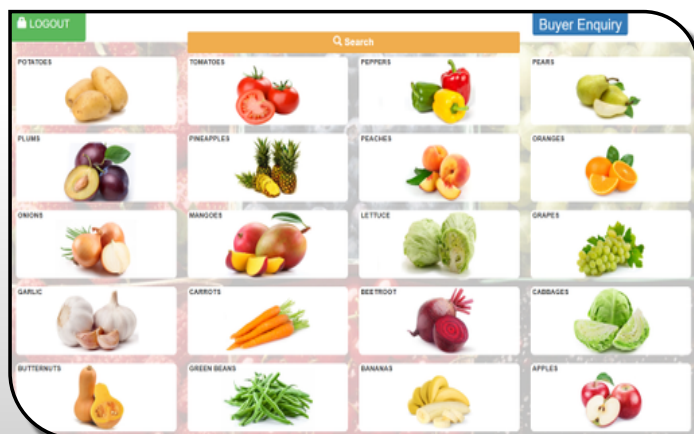 LOGOUT
Buyer Enquiry
Search
POTATOES
TOMATOES
PEPPERS
PEARS
PLUMS
PINEAPPLES
PEACHES
ORANGES
ONIONS
MANGOES
LETTUCE
GRAPES
GARLIC
CARROTS
BEETROOT
CABBAGES
BUTTERNUTS
GREEN BEANS
BANANAS
APPLES